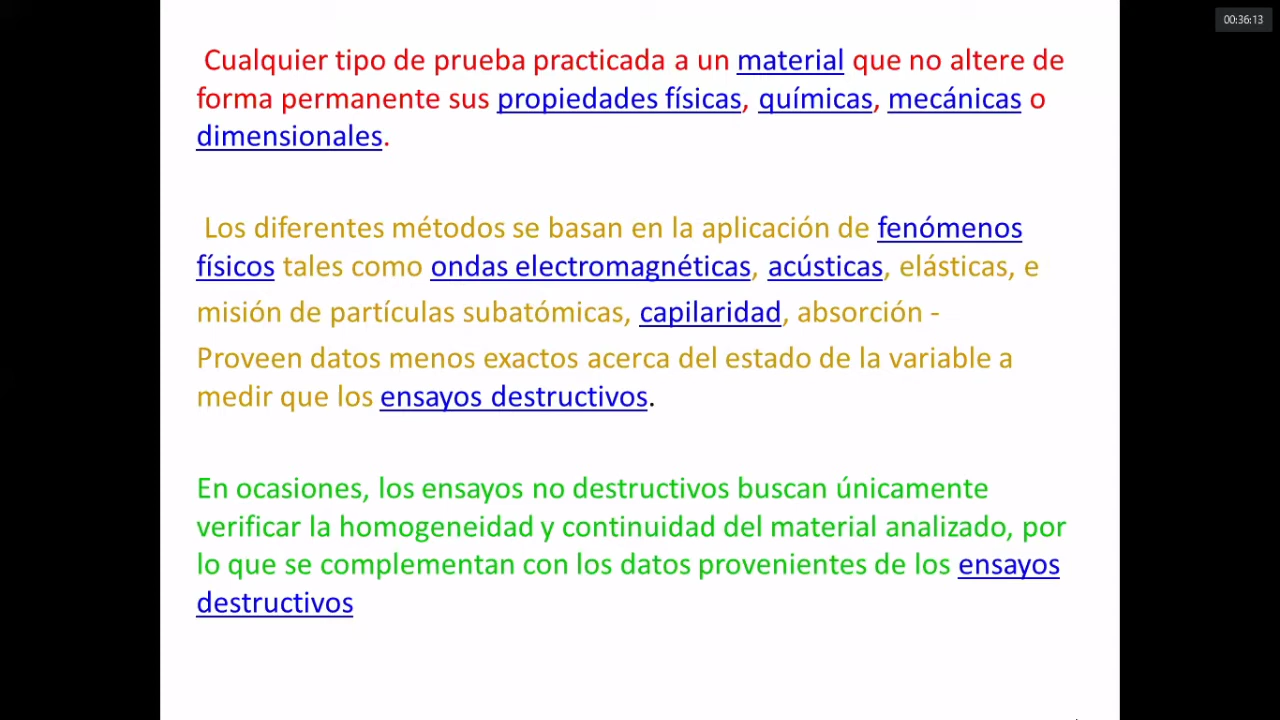 00:36:13
Cualquier tipo de prueba practicada a un material que no altere de
forma permanente sus propiedades físicas, químicas, mecánicas o
dimensionales.
Los diferentes métodos se basan en la aplicación de fenómenos
físicos tales como ondas electromagnéticas, acústicas, elásticas, e
misión de partículas subatómicas, capilaridad, absorción -
Proveen datos menos exactos acerca del estado de la variable a
medir que los ensayos destructivos.
En ocasiones, los ensayos no destructivos buscan únicamente
verificar la homogeneidad y continuidad del material analizado, por
lo que se complementan con los datos provenientes de los ensayos
destructivos